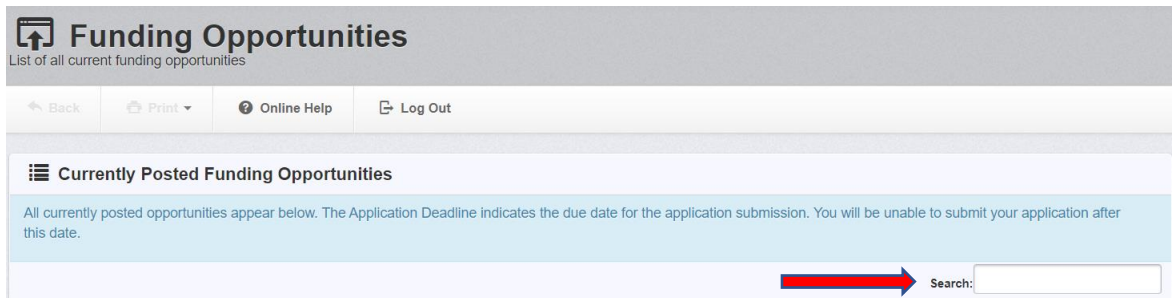 Funding Opportunities
List of all current funding opportunities
Back Print Online Help Log Out
Currently Posted Funding Opportunities
All currently posted opportunities appear below. The Application Deadline indicates the due date for the application submission. You will be unable to submit your application after
this date.
Search: